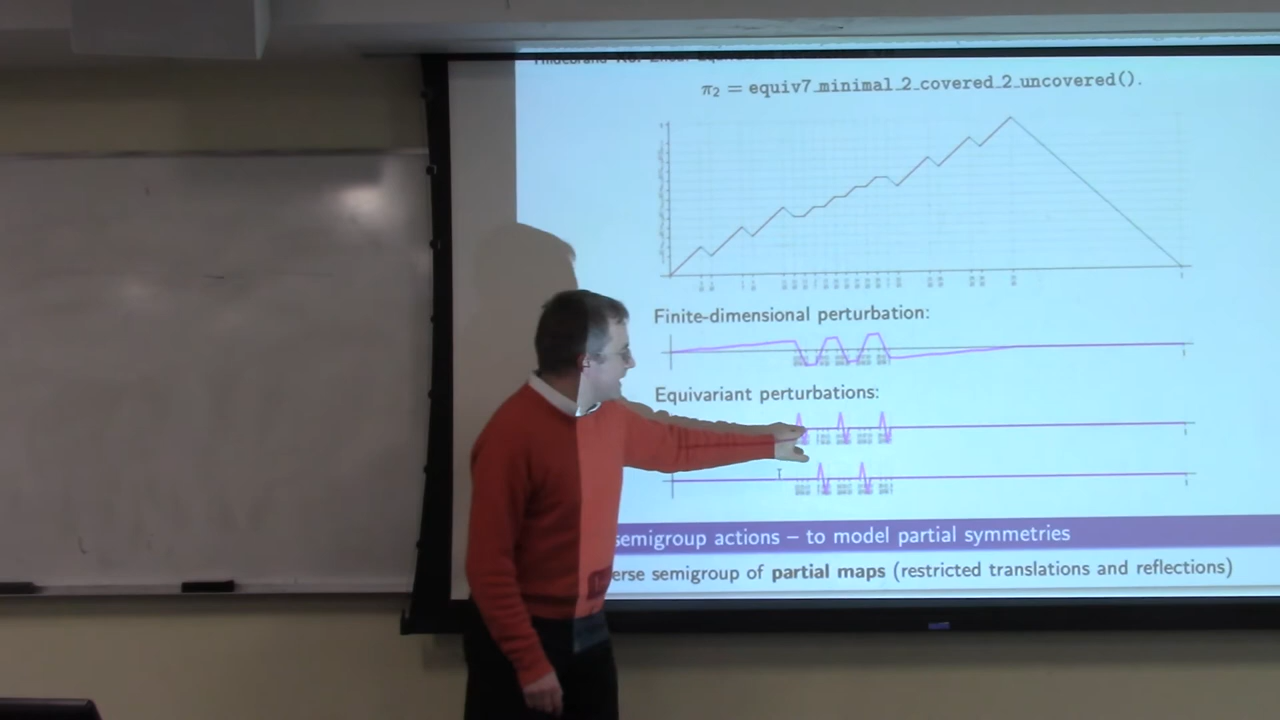 π₂ = equiv7_minimal_2_covered_2_uncovered().
Finite-dimensional perturbation:
Equivariant perturbations:
semigroup actions – to model partial symmetries
semigroup of partial maps (restricted translations and reflections)